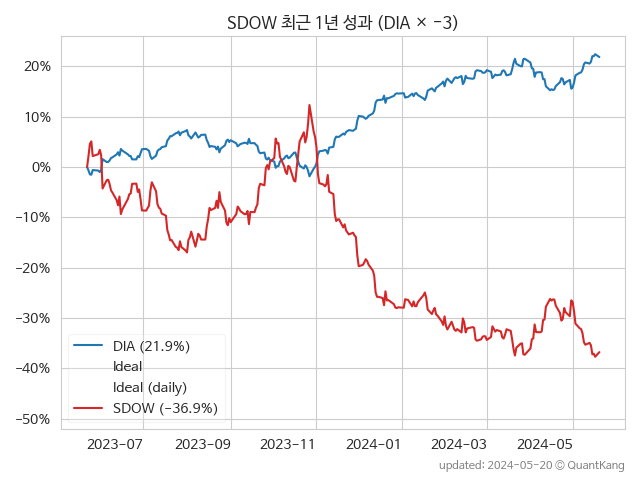 SDOW 최근 1년 성과 (DIA × −3)
20%
10%
0%
−10%
−20%
−30%
−40%
−50%
DIA (21.9%)
Ideal
Ideal (daily)
SDOW (−36.9%)
2023−07
2023−09
2023−11
2024−01
2024−03
2024−05
updated: 2024−05−20 © QuantKang